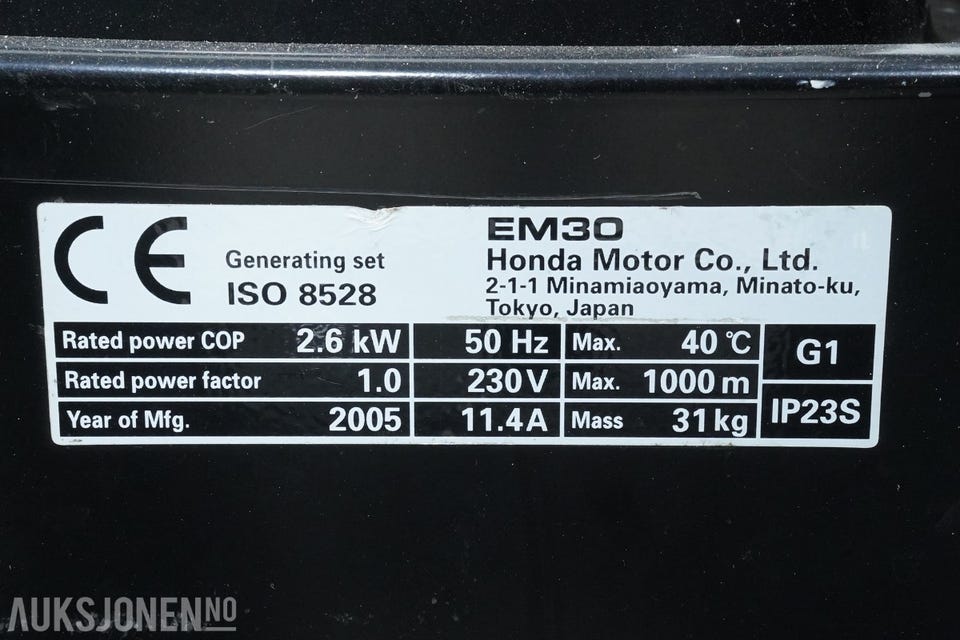 CE
Generating set
ISO 8528
EM30
Honda Motor Co., Ltd.
2-1-1 Minamiaoyama, Minato-ku,
Tokyo, Japan
Rated power COP 2.6 kW 50 Hz Max. 40 °C G1
Rated power factor 1.0 230 V Max. 1000 m
Year of Mfg. 2005 11.4 A Mass 31 kg IP23S
AUKSJONEN.NO